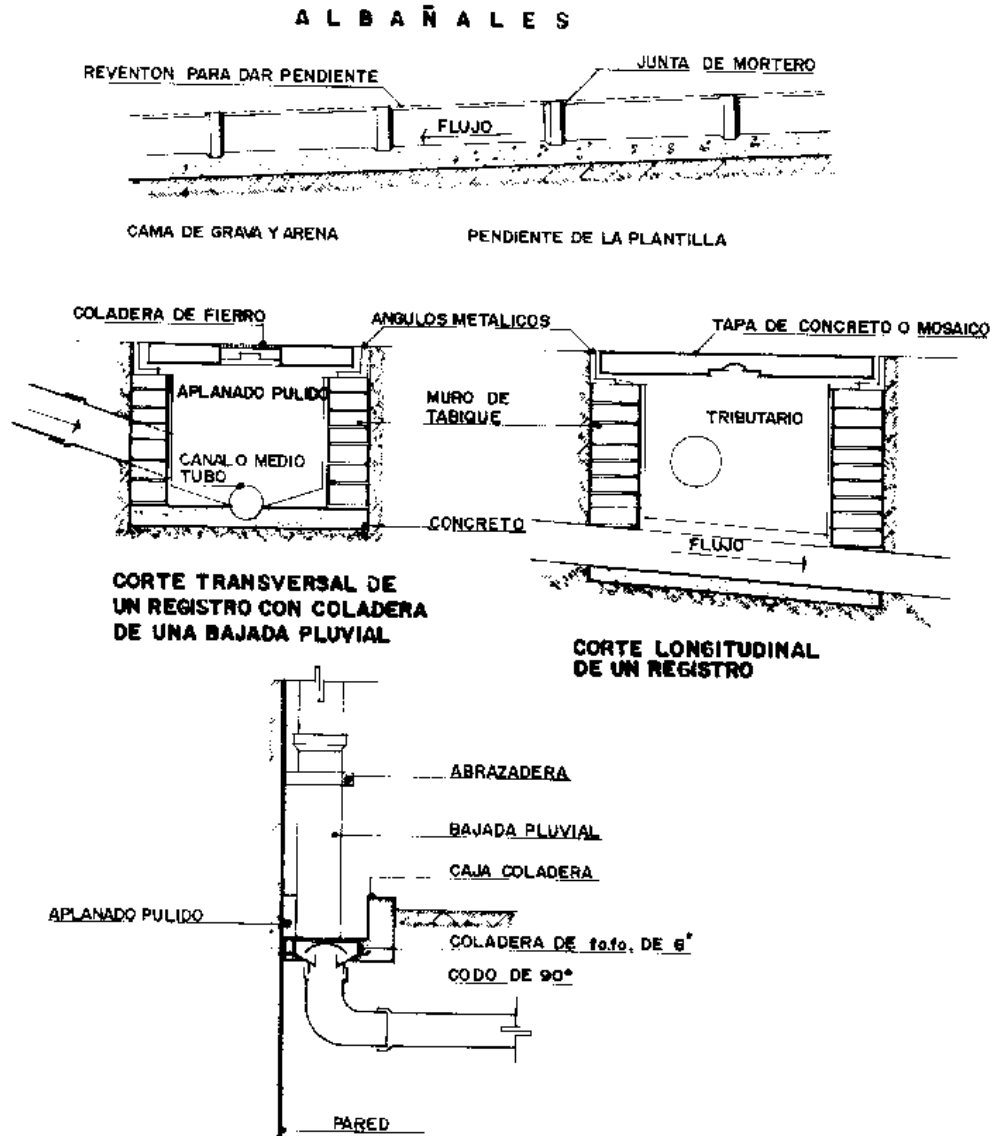 ALBAÑALES
REVENTON PARA DAR PENDIENTE
JUNTA DE MORTERO
FLUJO
CAMA DE GRAVA Y ARENA
PENDIENTE DE LA PLANTILLA
COLADERA DE FIERRO
ANGULOS METALICOS
TAPA DE CONCRETO O MOSAICO
APLANADO PULIDO
MURO DE
TABIQUE
TRIBUTARIO
CANAL O MEDIO
TUBO
CONCRETO
FLUJO
CORTE TRANSVERSAL DE
UN REGISTRO CON COLADERA
DE UNA BAJADA PLUVIAL
CORTE LONGITUDINAL
DE UN REGISTRO
ABRAZADERA
BAJADA PLUVIAL
CAJA COLADERA
APLANADO PULIDO
COLADERA DE fo.fo. DE 6"
CODO DE 90°
PARED